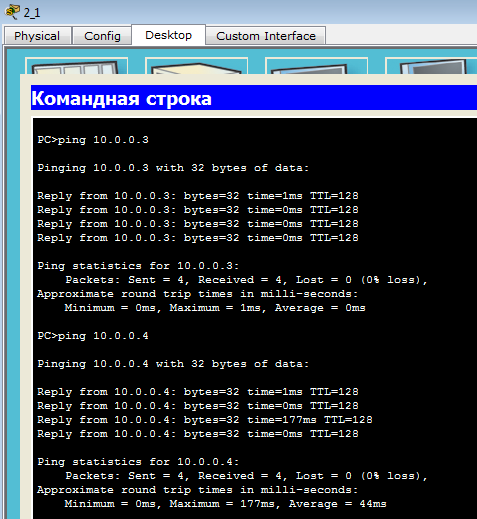 2_1
Physical Config Desktop Custom Interface
Командная строка
PC>ping 10.0.0.3
Pinging 10.0.0.3 with 32 bytes of data:
Reply from 10.0.0.3: bytes=32 time=1ms TTL=128
Reply from 10.0.0.3: bytes=32 time=0ms TTL=128
Reply from 10.0.0.3: bytes=32 time=0ms TTL=128
Reply from 10.0.0.3: bytes=32 time=0ms TTL=128
Ping statistics for 10.0.0.3:
Packets: Sent = 4, Received = 4, Lost = 0 (0% loss),
Approximate round trip times in milli-seconds:
Minimum = 0ms, Maximum = 1ms, Average = 0ms
PC>ping 10.0.0.4
Pinging 10.0.0.4 with 32 bytes of data:
Reply from 10.0.0.4: bytes=32 time=1ms TTL=128
Reply from 10.0.0.4: bytes=32 time=0ms TTL=128
Reply from 10.0.0.4: bytes=32 time=177ms TTL=128
Reply from 10.0.0.4: bytes=32 time=0ms TTL=128
Ping statistics for 10.0.0.4:
Packets: Sent = 4, Received = 4, Lost = 0 (0% loss),
Approximate round trip times in milli-seconds:
Minimum = 0ms, Maximum = 177ms, Average = 44ms